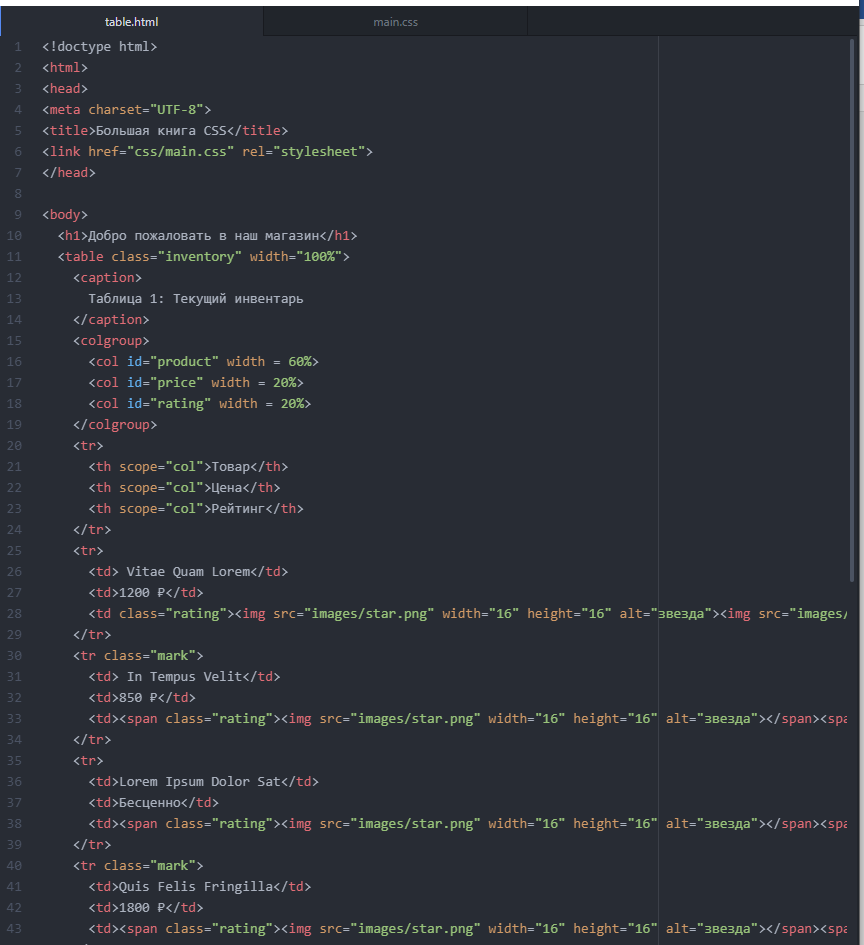 table.html main.css
1 <!doctype html>
2 <html>
3 <head>
4 <meta charset="UTF-8">
5 <title>Большая книга CSS</title>
6 <link href="css/main.css" rel="stylesheet">
7 </head>
8
9 <body>
10 <h1>Добро пожаловать в наш магазин</h1>
11 <table class="inventory" width="100%">
12 <caption>
13 Таблица 1: Текущий инвентарь
14 </caption>
15 <colgroup>
16 <col id="product" width = 60%>
17 <col id="price" width = 20%>
18 <col id="rating" width = 20%>
19 </colgroup>
20 <tr>
21 <th scope="col">Товар</th>
22 <th scope="col">Цена</th>
23 <th scope="col">Рейтинг</th>
24 </tr>
25 <tr>
26 <td> Vitae Quam Lorem</td>
27 <td>1200 ₽</td>
28 <td class="rating"><img src="images/star.png" width="16" height="16" alt="звезда"><img src="images/
29 </tr>
30 <tr class="mark">
31 <td> In Tempus Velit</td>
32 <td>850 ₽</td>
33 <td><span class="rating"><img src="images/star.png" width="16" height="16" alt="звезда"></span><spa
34 </tr>
35 <tr>
36 <td>Lorem Ipsum Dolor Sat</td>
37 <td>Бесценно</td>
38 <td><span class="rating"><img src="images/star.png" width="16" height="16" alt="звезда"></span><spa
39 </tr>
40 <tr class="mark">
41 <td>Quis Felis Fringilla</td>
42 <td>1800 ₽</td>
43 <td><span class="rating"><img src="images/star.png" width="16" height="16" alt="звезда"></span><spa